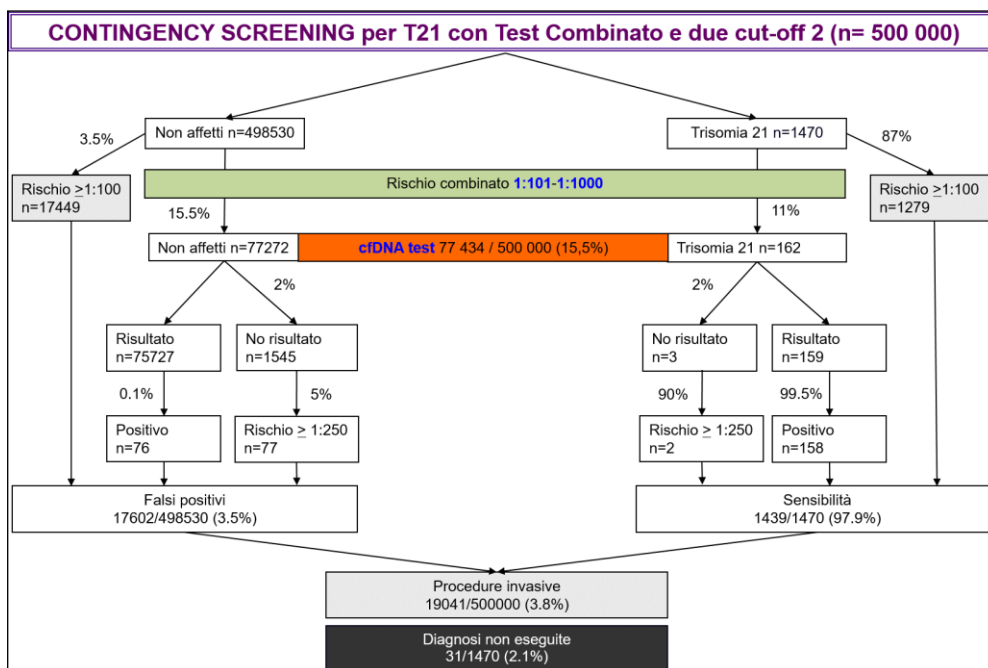 CONTINGENCY SCREENING per T21 con Test Combinato e due cut-off 2 (n= 500 000)
3.5%
Non affetti n=498530
Trisomia 21 n=1470
87%
Rischio ≥1:100
n=17449
Rischio combinato 1:101-1:1000
Rischio ≥1:100
n=1279
15.5%
11%
Non affetti n=77272
cfDNA test 77 434 / 500 000 (15,5%)
Trisomia 21 n=162
2%
2%
Risultato
n=75727
No risultato
n=1545
No risultato
n=3
Risultato
n=159
0.1%
5%
90%
99.5%
Positivo
n=76
Rischio ≥ 1:250
n=77
Rischio ≥ 1:250
n=2
Positivo
n=158
Falsi positivi
17602/498530 (3.5%)
Sensibilità
1439/1470 (97.9%)
Procedure invasive
19041/500000 (3.8%)
Diagnosi non eseguite
31/1470 (2.1%)